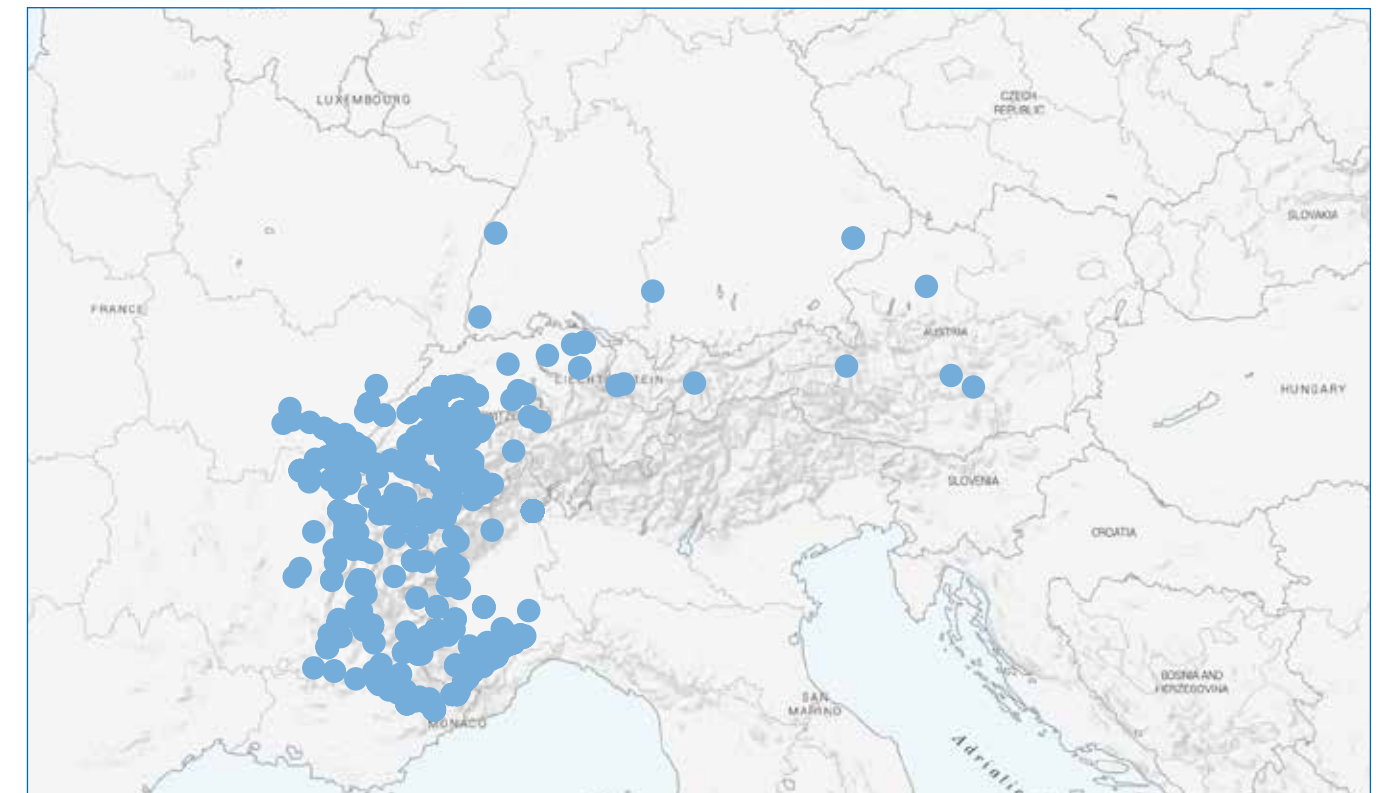 LUXEMBOURG
CZECH
REPUBLIC
SLOVAKIA
FRANCE
AUSTRIA
LIECHTENSTEIN
HUNGARY
SLOVENIA
CROATIA
BOSNIA AND
HERZEGOVINA
SAN
MARINO
MONACO
Adriatic